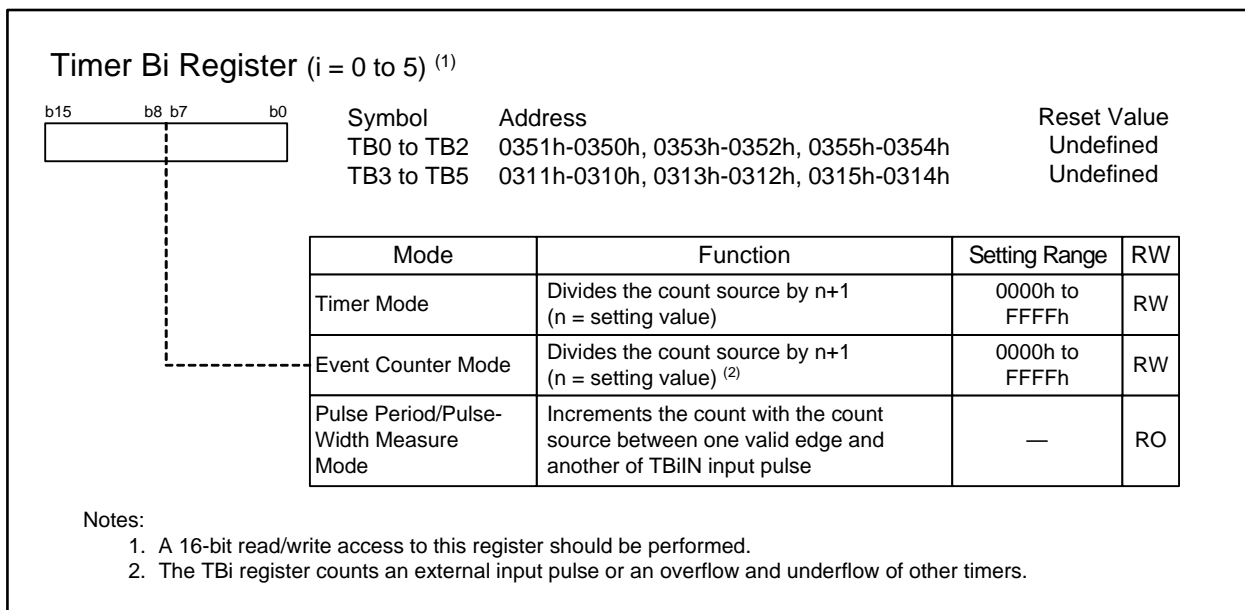 Timer Bi Register (i = 0 to 5) (1)
b15 b8 b7 b0
Symbol Address Reset Value
TB0 to TB2 0351h-0350h, 0353h-0352h, 0355h-0354h Undefined
TB3 to TB5 0311h-0310h, 0313h-0312h, 0315h-0314h Undefined
Mode Function Setting Range RW
Timer Mode Divides the count source by n+1 (n = setting value) 0000h to FFFFh RW
Event Counter Mode Divides the count source by n+1 (n = setting value) (2) 0000h to FFFFh RW
Pulse Period/Pulse-Width Measure Mode Increments the count with the count source between one valid edge and another of TBiIN input pulse — RO
Notes:
1. A 16-bit read/write access to this register should be performed.
2. The TBi register counts an external input pulse or an overflow and underflow of other timers.